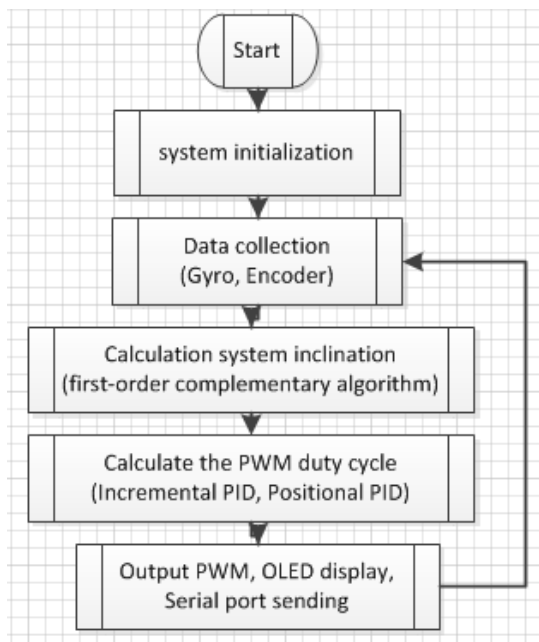 Start
system initialization
Data collection
(Gyro, Encoder)
Calculation system inclination
(first-order complementary algorithm)
Calculate the PWM duty cycle
(Incremental PID, Positional PID)
Output PWM, OLED display,
Serial port sending